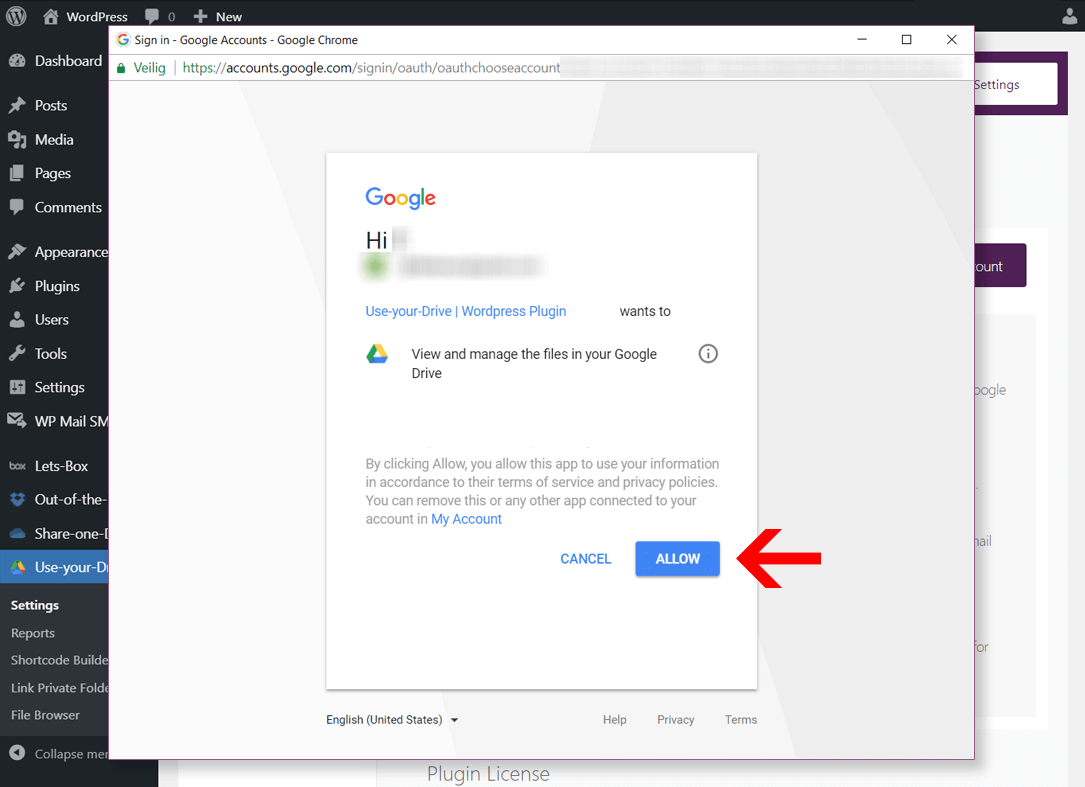 WordPress 0 New
Sign in - Google Accounts - Google Chrome
Veilig | https://accounts.google.com/signin/oauth/oauthchooseaccount
Dashboard
Posts
Media
Pages
Comments
Appearance
Plugins
Users
Tools
Settings
WP Mail SM
box Lets-Box
Out-of-the-
Share-one-D
Use-your-Dr
Settings
Reports
Shortcode Builde
Link Private Folde
File Browser
Collapse mer
Google
Hi
Use-your-Drive | Wordpress Plugin wants to
View and manage the files in your Google
Drive
By clicking Allow, you allow this app to use your information
in accordance to their terms of service and privacy policies.
You can remove this or any other app connected to your
account in My Account
CANCEL ALLOW
English (United States) Help Privacy Terms
Settings
ount
oogle
nail
for
Plugin License